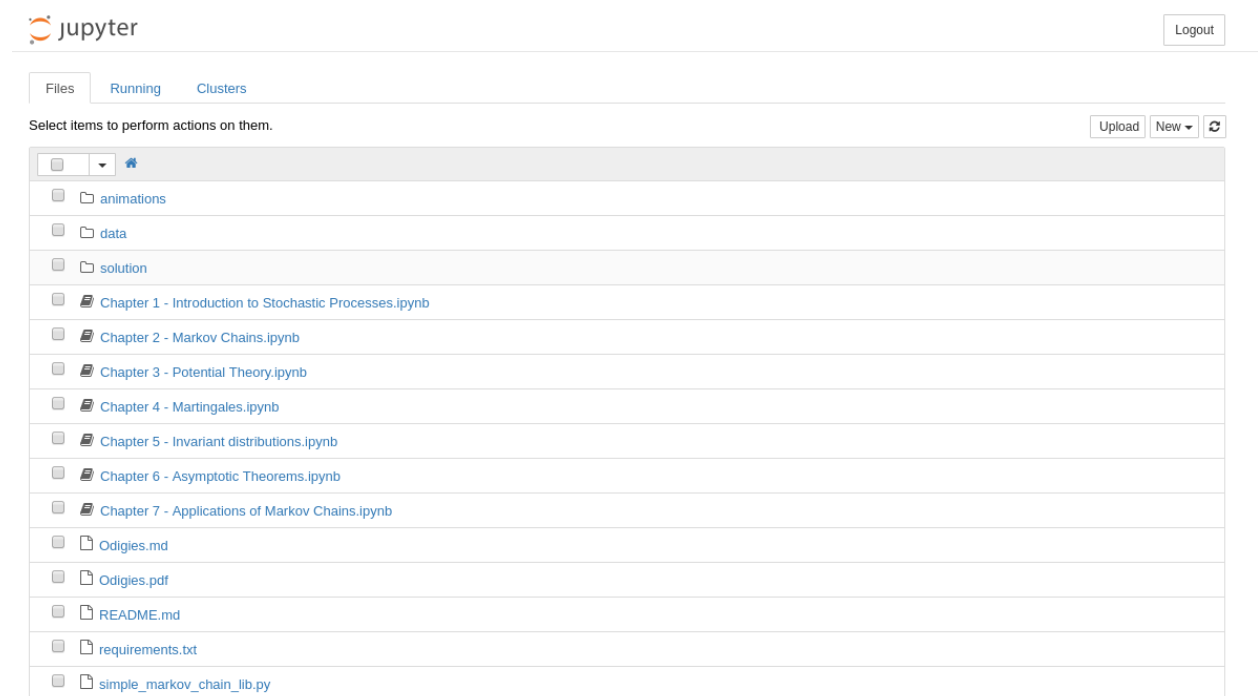 jupyter
Logout
Files Running Clusters
Select items to perform actions on them.
Upload New
animations
data
solution
Chapter 1 - Introduction to Stochastic Processes.ipynb
Chapter 2 - Markov Chains.ipynb
Chapter 3 - Potential Theory.ipynb
Chapter 4 - Martingales.ipynb
Chapter 5 - Invariant distributions.ipynb
Chapter 6 - Asymptotic Theorems.ipynb
Chapter 7 - Applications of Markov Chains.ipynb
Odigies.md
Odigies.pdf
README.md
requirements.txt
simple_markov_chain_lib.py